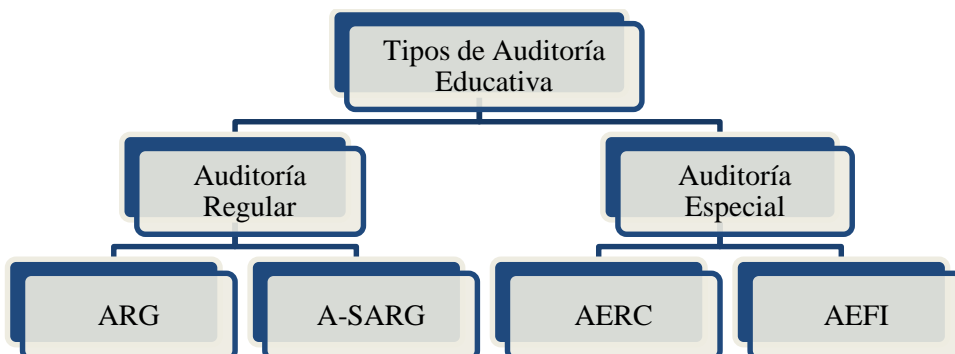 Tipos de Auditoría
Educativa
Auditoría
Regular
Auditoría
Especial
ARG
A-SARG
AERC
AEFI